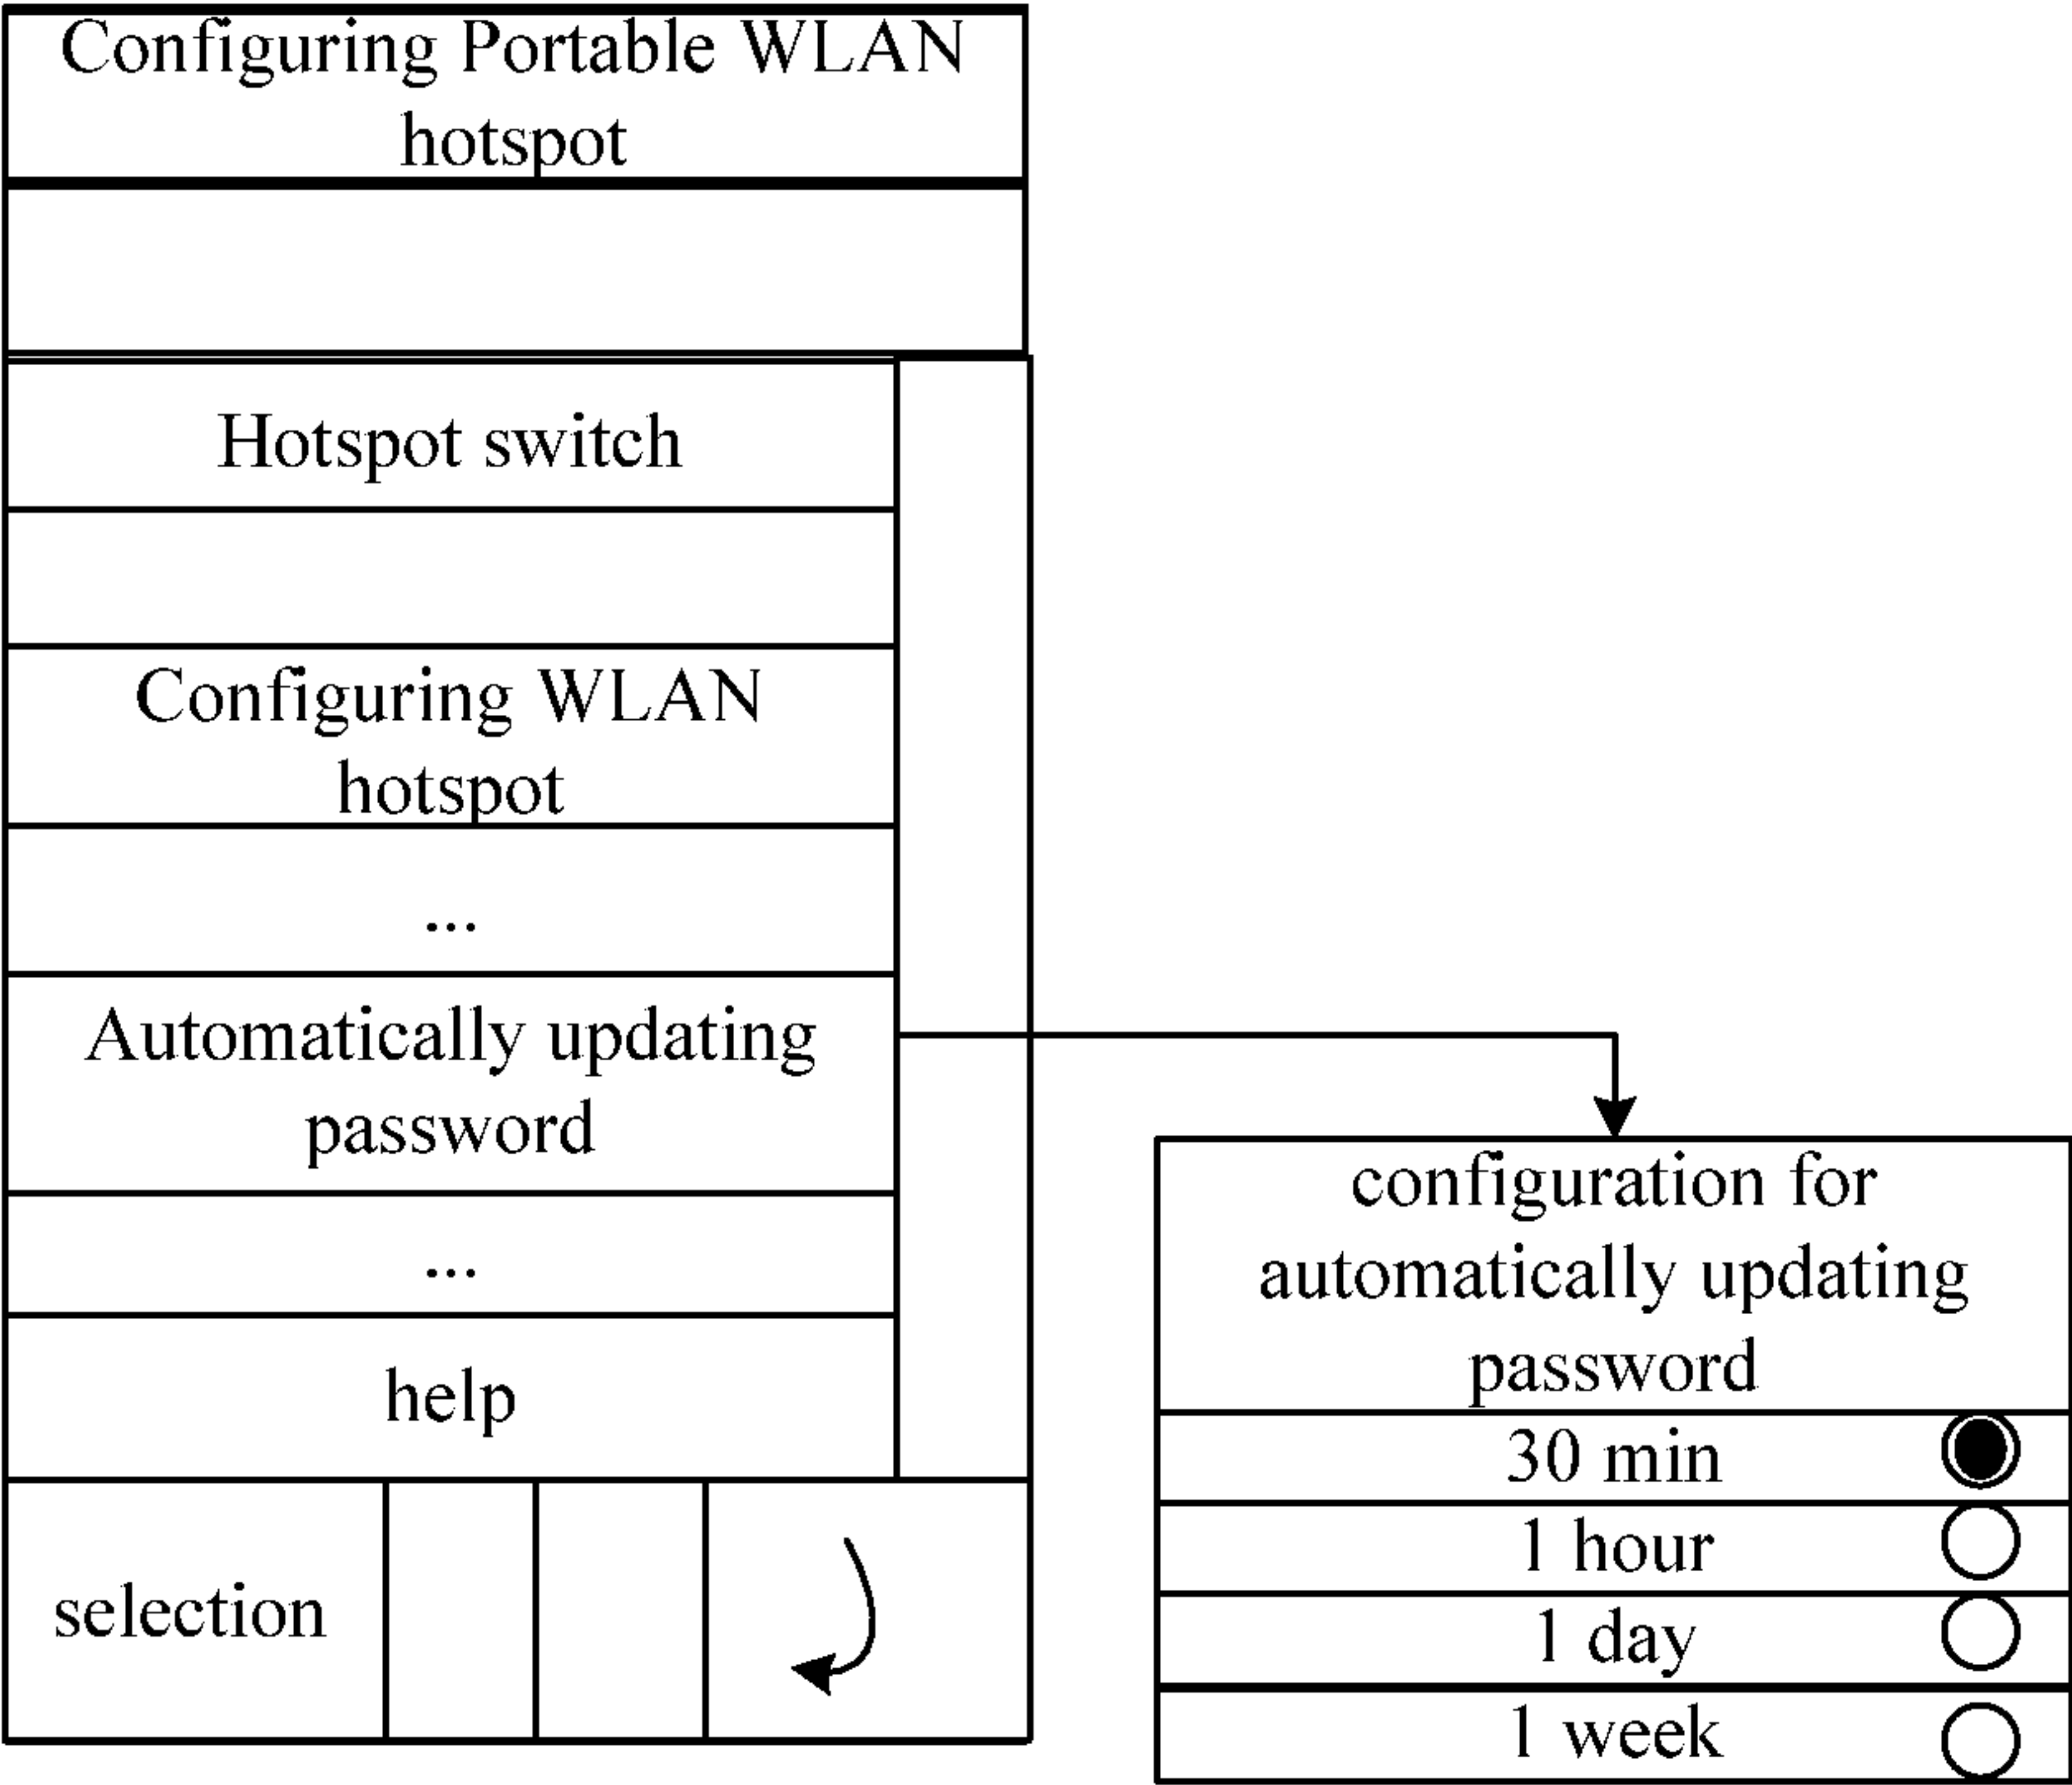 Configuring Portable WLAN
hotspot
Hotspot switch
Configuring WLAN
hotspot
...
Automatically updating
password
...
help
selection
configuration for
automatically updating
password
30 min
1 hour
1 day
1 week